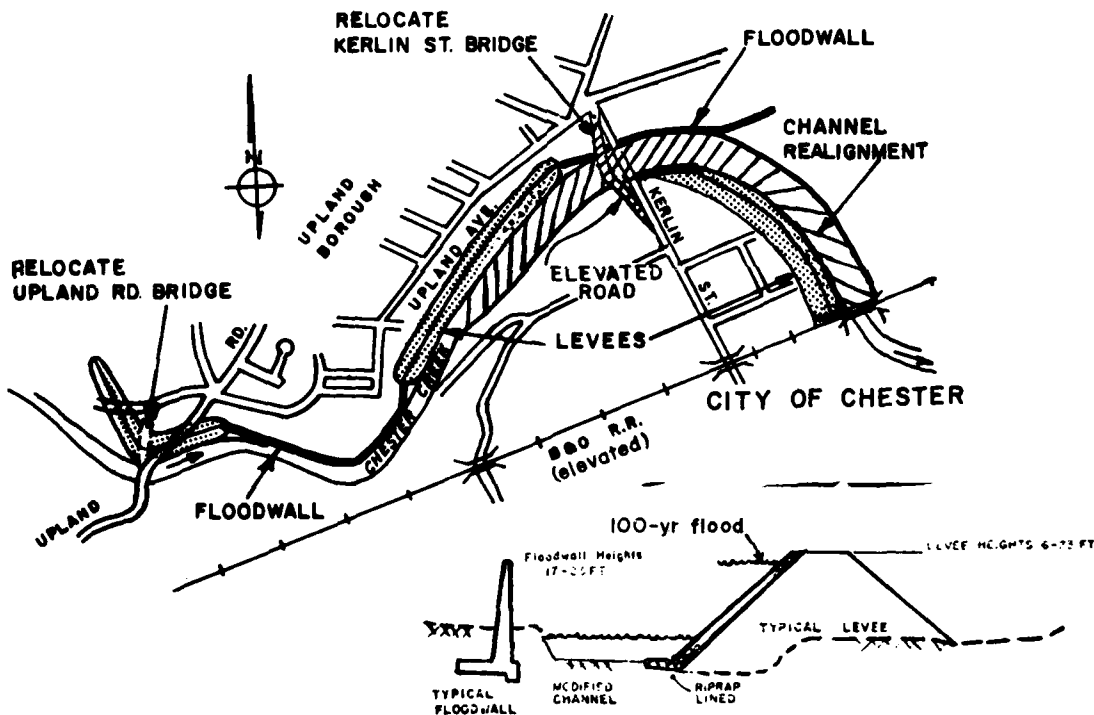 RELOCATE
KERLIN ST. BRIDGE
FLOODWALL
CHANNEL
REALIGNMENT
N
UPLAND
BOROUGH
UPLAND AVE.
KERLIN
ST.
RELOCATE
UPLAND RD. BRIDGE
ELEVATED
ROAD
RD.
LEVEES
CHESTER CREEK
CITY OF CHESTER
B&O R.R.
(elevated)
FLOODWALL
UPLAND
100-yr flood
Floodwall Heights
FT
LEVEE HEIGHTS
FT
TYPICAL LEVEE
TYPICAL
FLOODWALL
MODIFIED
CHANNEL
RIPRAP
LINED